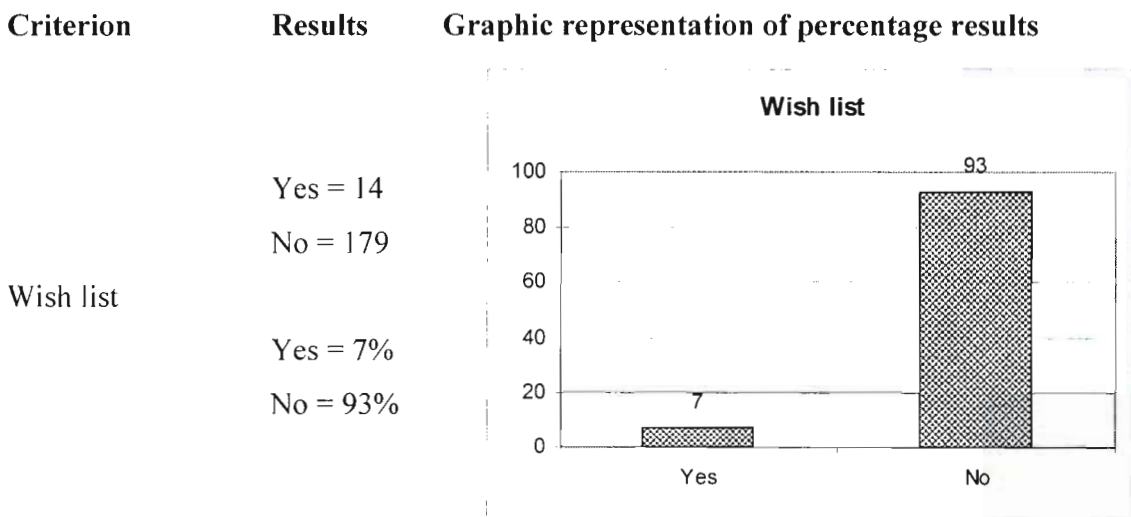 Criterion Results Graphic representation of percentage results
Wish list
Yes = 14
No = 179
Wish list
Yes = 7%
No = 93%
100
80
60
40
20
0
7
93
Yes No